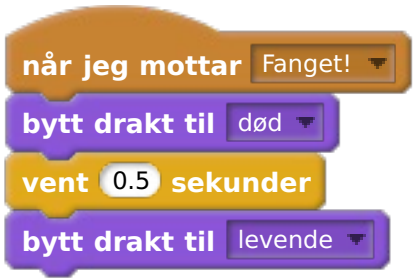 når jeg mottar Fanget!
bytt drakt til død
vent 0.5 sekunder
bytt drakt til levende